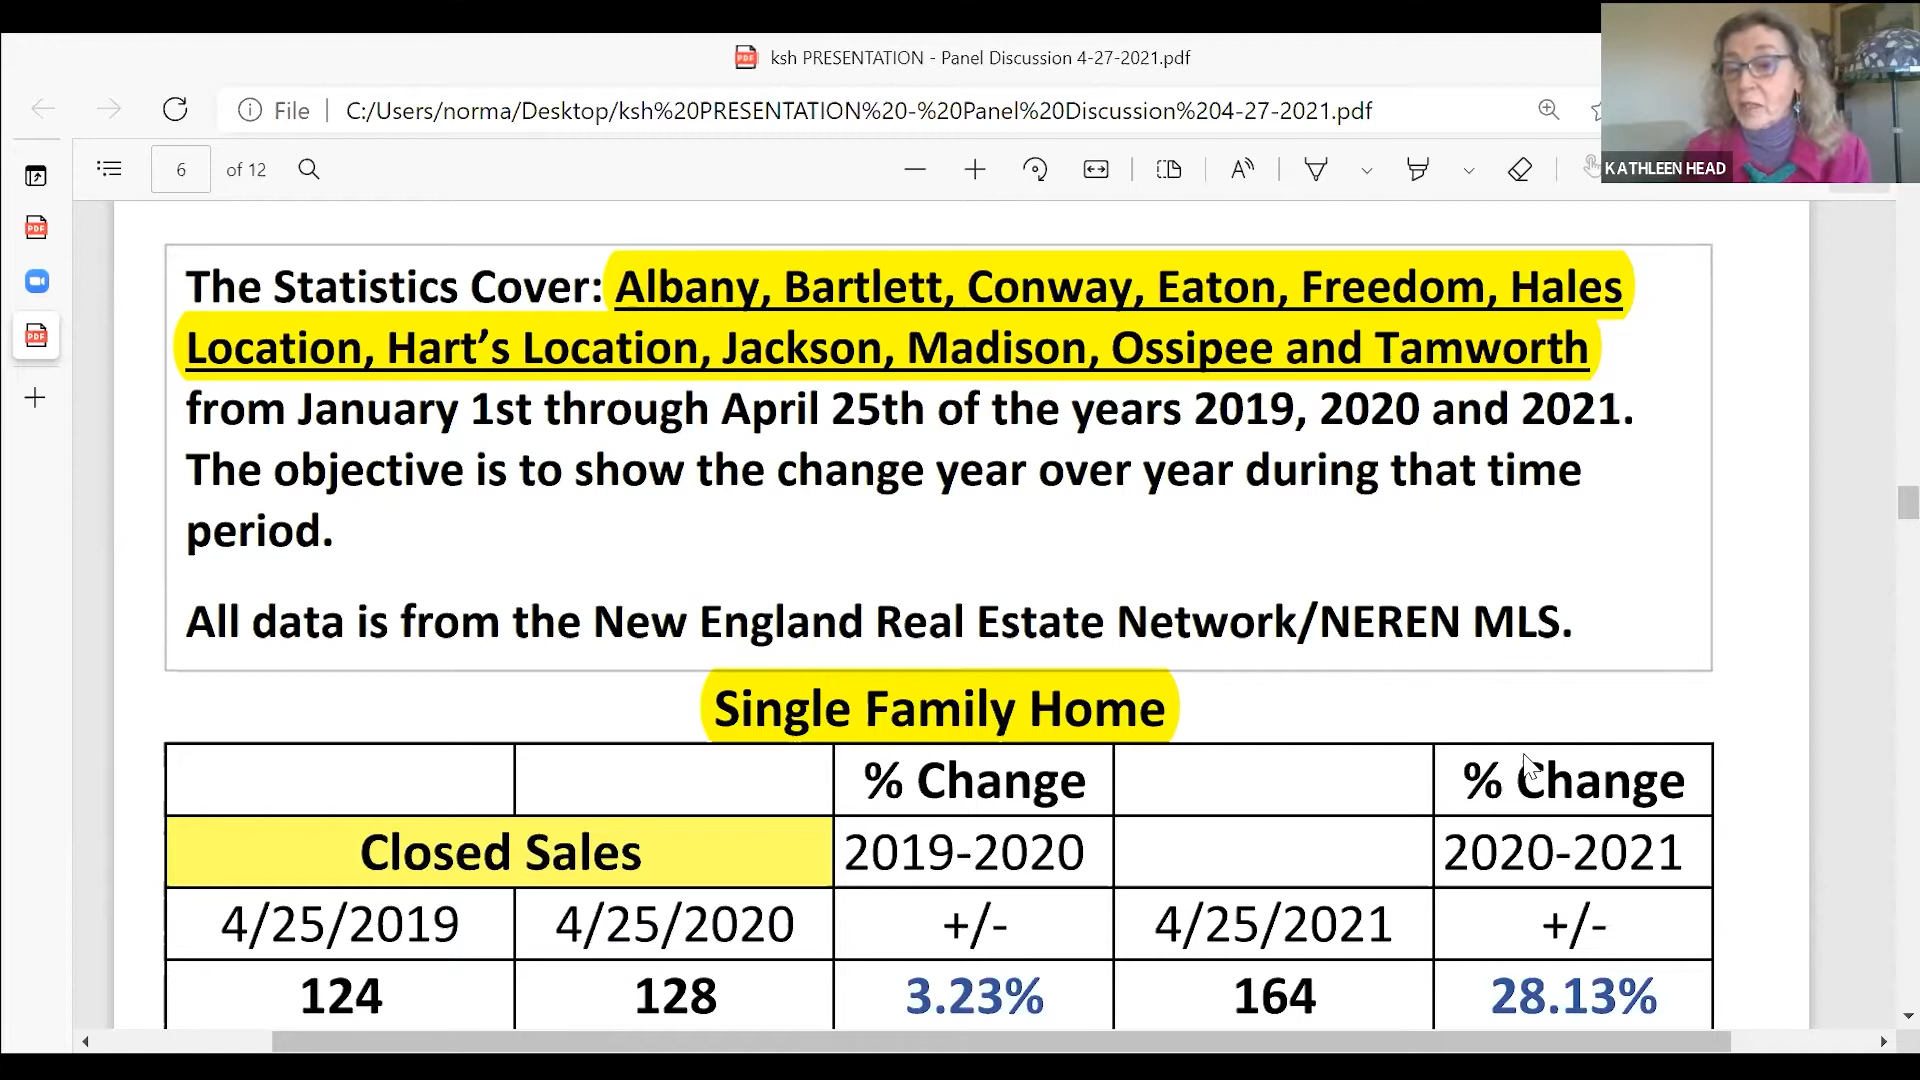 ksh PRESENTATION - Panel Discussion 4-27-2021.pdf
File | C:/Users/norma/Desktop/ksh%20PRESENTATION%20-%20Panel%20Discussion%204-27-2021.pdf
6 of 12
KATHLEEN HEAD
The Statistics Cover: Albany, Bartlett, Conway, Eaton, Freedom, Hales
Location, Hart’s Location, Jackson, Madison, Ossipee and Tamworth
from January 1st through April 25th of the years 2019, 2020 and 2021.
The objective is to show the change year over year during that time
period.
All data is from the New England Real Estate Network/NEREN MLS.
Single Family Home
% Change % Change
Closed Sales 2019-2020 2020-2021
4/25/2019 4/25/2020 +/- 4/25/2021 +/-
124 128 3.23% 164 28.13%